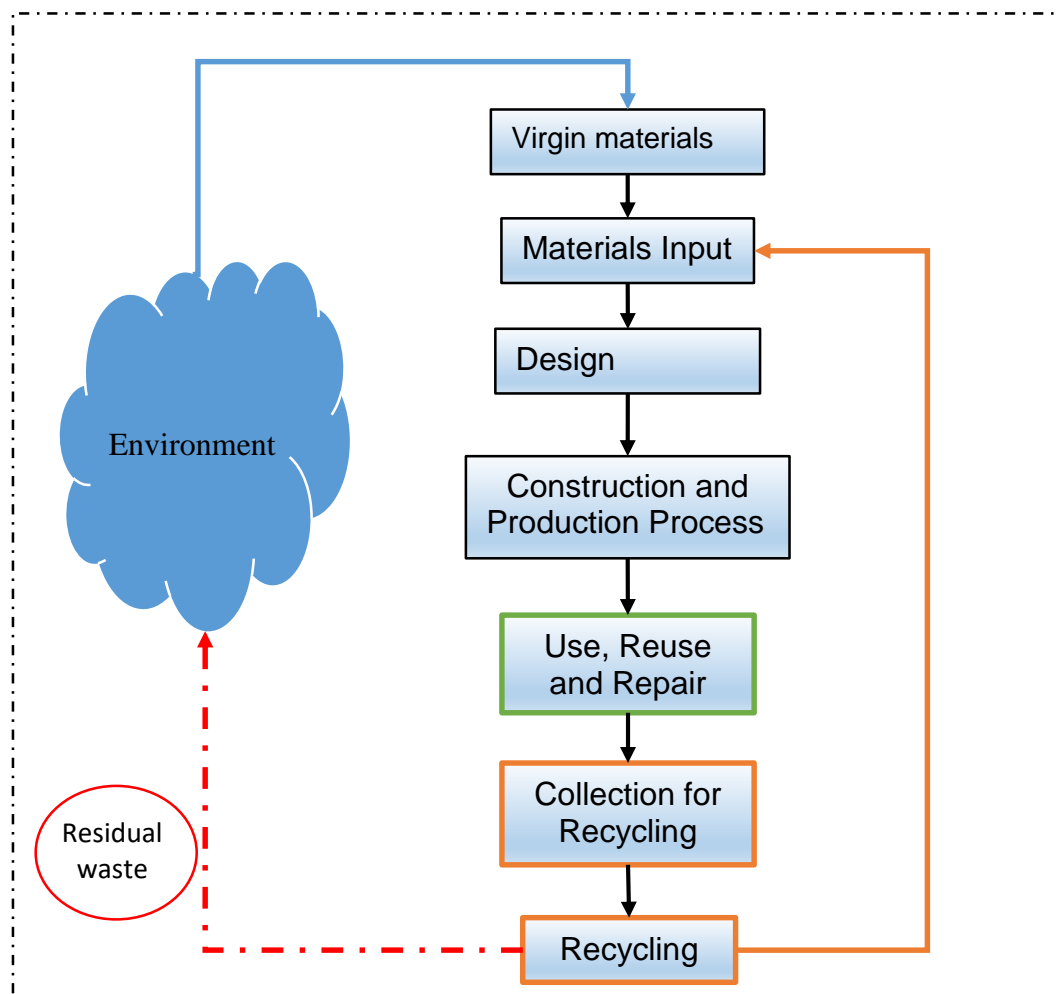 Virgin materials
Materials Input
Design
Environment
Construction and
Production Process
Use, Reuse
and Repair
Collection for
Recycling
Residual
waste
Recycling